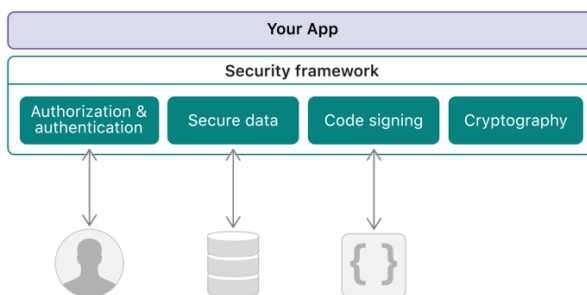 Your App
Security framework
Authorization &
authentication
Secure data
Code signing
Cryptography
{ }